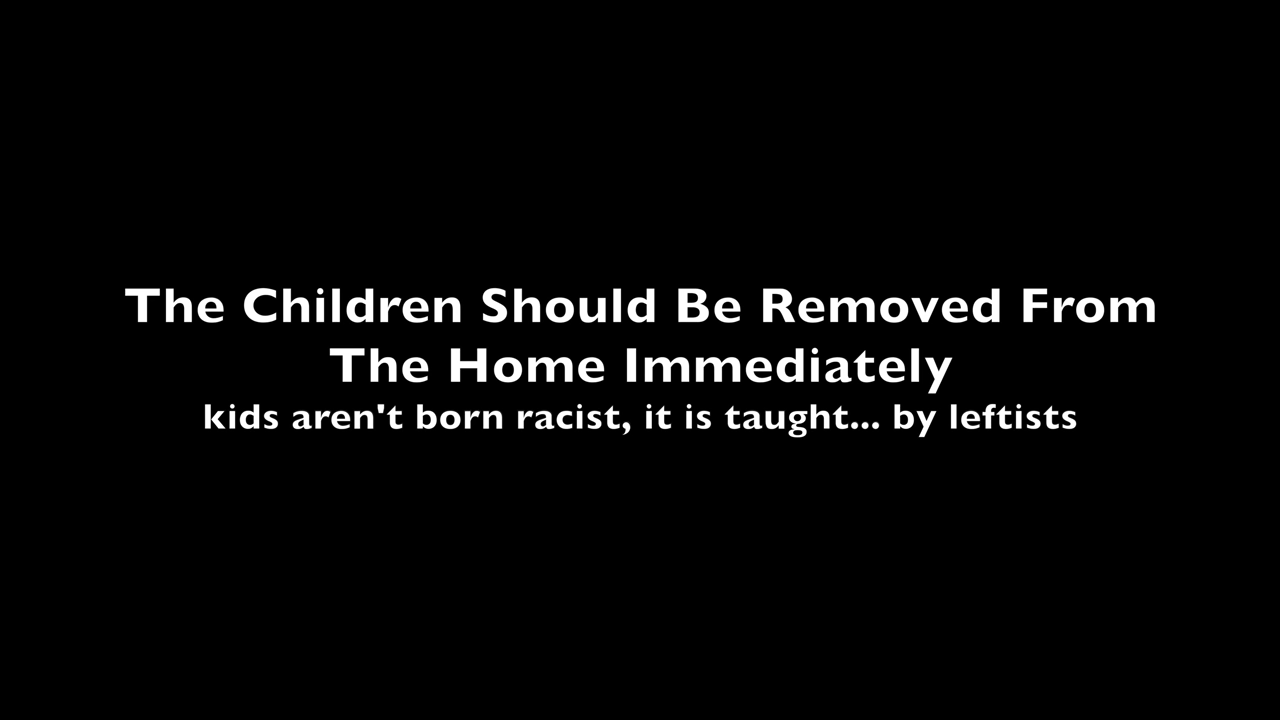 The Children Should Be Removed From
The Home Immediately
kids aren't born racist, it is taught... by leftists